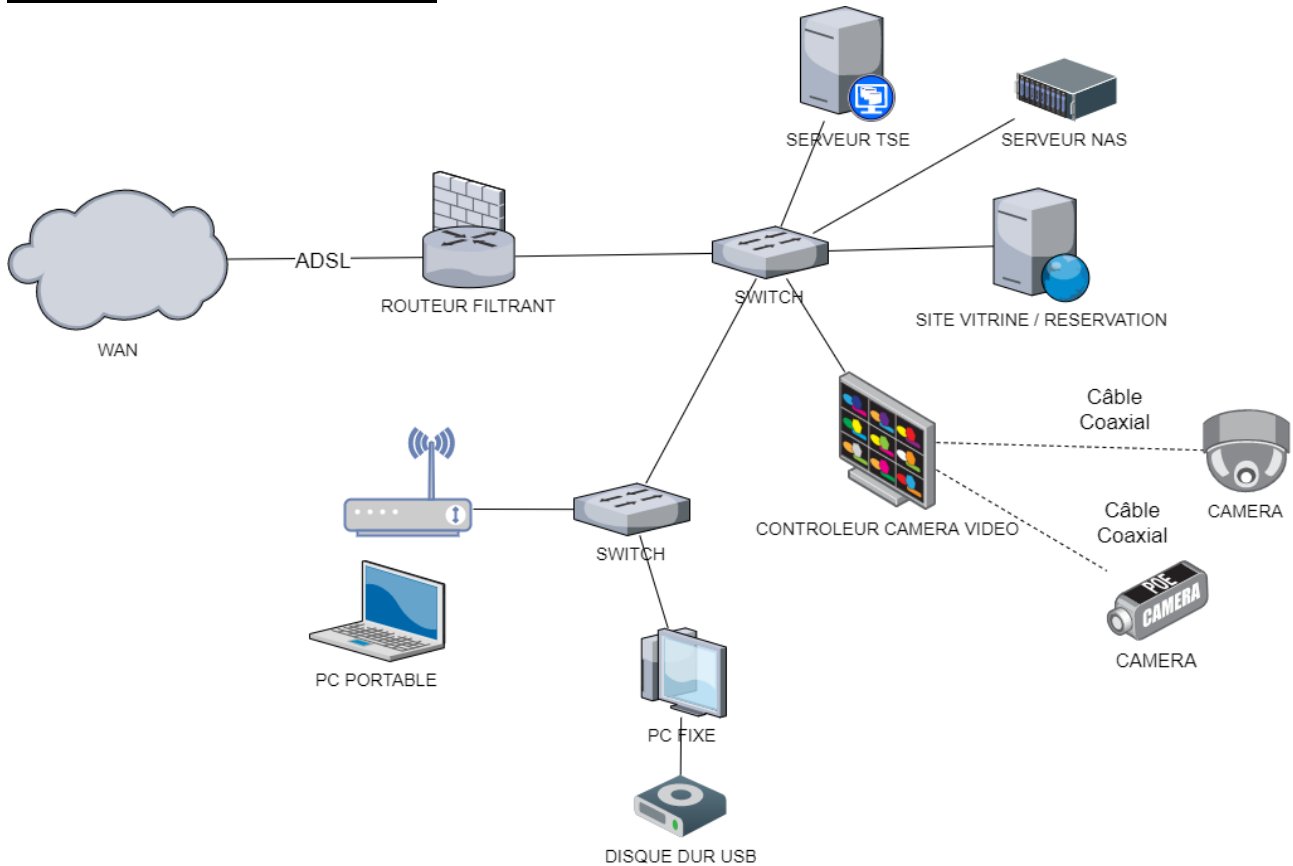 SERVEUR TSE
SERVEUR NAS
ADSL
ROUTEUR FILTRANT
SWITCH
SITE VITRINE / RESERVATION
WAN
Câble
Coaxial
CAMERA
CONTROLEUR CAMERA VIDEO
Câble
Coaxial
SWITCH
POE
CAMERA
CAMERA
PC PORTABLE
PC FIXE
DISQUE DUR USB